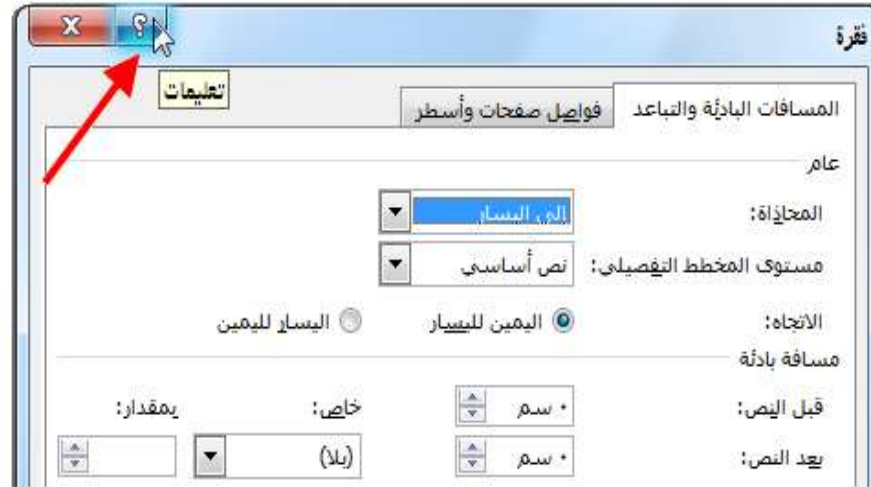 فقرة
؟
X
تعليمات
المسافات البادئة والتباعد فواصل صفحات وأسطر
عام
المحاذاة: إلى اليسار
مستوى المخطط التفصيلي: نص أساسي
الاتجاه: اليمين لليسار اليسار لليمين
مسافة بادئة
قبل النص: ٠ سم خاص: بمقدار:
بعد النص: ٠ سم (بلا)